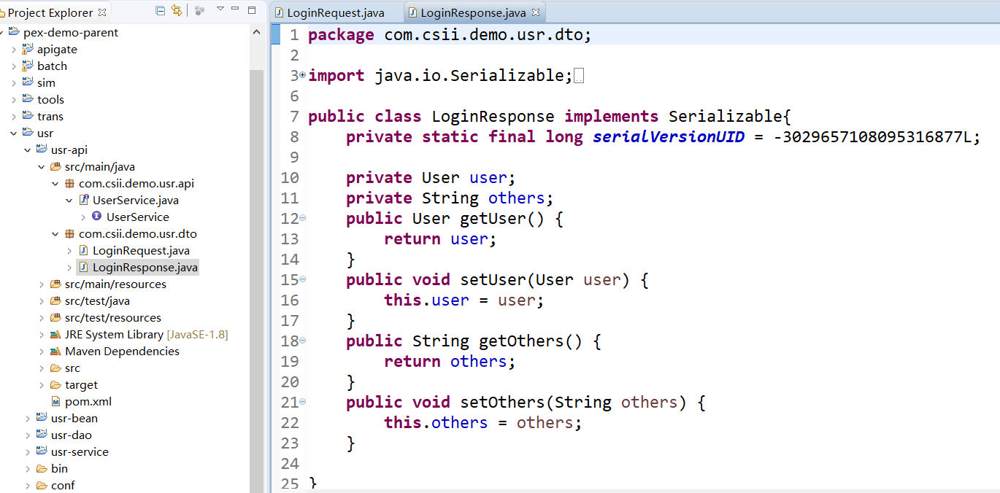 Project Explorer
pex-demo-parent
apigate
batch
sim
tools
trans
usr
usr-api
src/main/java
com.csii.demo.usr.api
UserService.java
UserService
com.csii.demo.usr.dto
LoginRequest.java
LoginResponse.java
src/main/resources
src/test/java
src/test/resources
JRE System Library [JavaSE-1.8]
Maven Dependencies
src
target
pom.xml
usr-bean
usr-dao
usr-service
bin
conf
LoginRequest.java LoginResponse.java
1 package com.csii.demo.usr.dto;
2
3 import java.io.Serializable;
6
7 public class LoginResponse implements Serializable{
8 private static final long serialVersionUID = -3029657108095316877L;
9
10 private User user;
11 private String others;
12 public User getUser() {
13 return user;
14 }
15 public void setUser(User user) {
16 this.user = user;
17 }
18 public String getOthers() {
19 return others;
20 }
21 public void setOthers(String others) {
22 this.others = others;
23 }
24
25 }